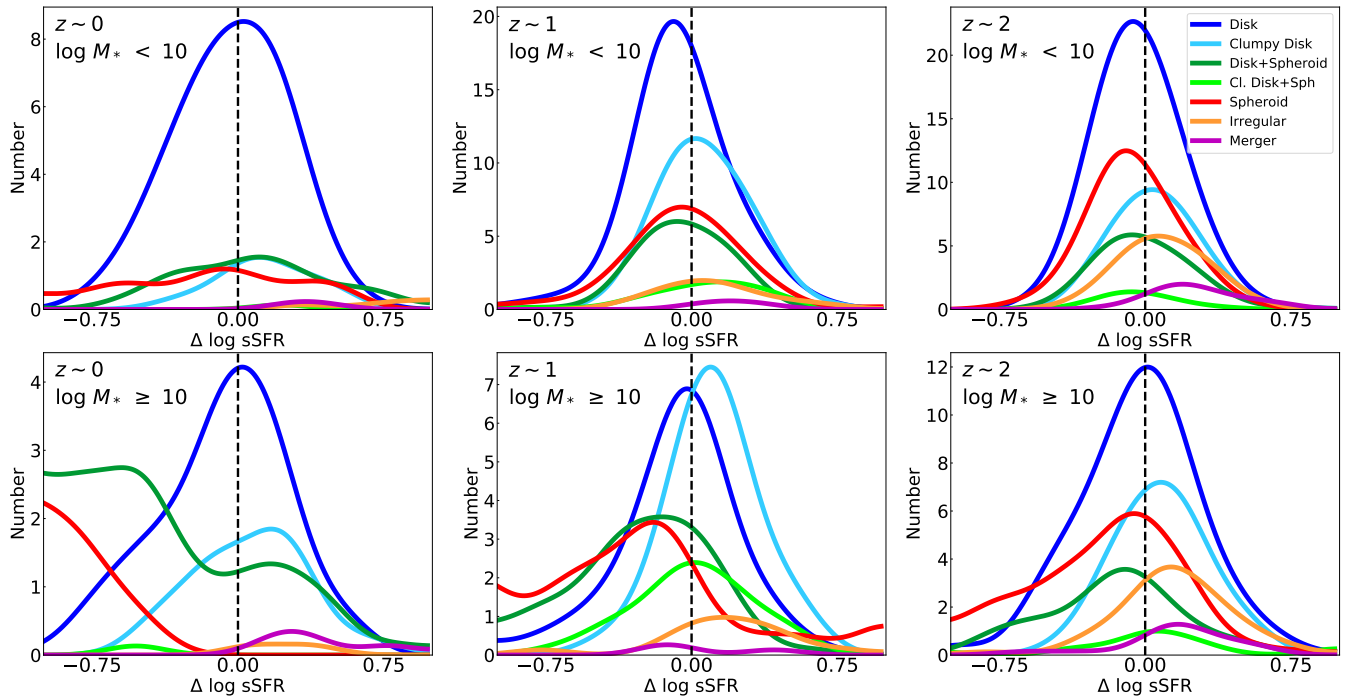 z ~ 0
log M* < 10
8
6
4
2
0
Number
−0.75
0.00
0.75
Δ log sSFR
z ~ 1
log M* < 10
20
15
10
5
0
Number
−0.75
0.00
0.75
Δ log sSFR
z ~ 2
log M* < 10
20
15
10
5
0
Number
−0.75
0.00
0.75
Δ log sSFR
Disk
Clumpy Disk
Disk+Spheroid
Cl. Disk+Sph
Spheroid
Irregular
Merger
z ~ 0
log M* ≥ 10
4
3
2
1
0
Number
−0.75
0.00
0.75
Δ log sSFR
z ~ 1
log M* ≥ 10
7
6
5
4
3
2
1
0
Number
−0.75
0.00
0.75
Δ log sSFR
z ~ 2
log M* ≥ 10
12
10
8
6
4
2
0
Number
−0.75
0.00
0.75
Δ log sSFR